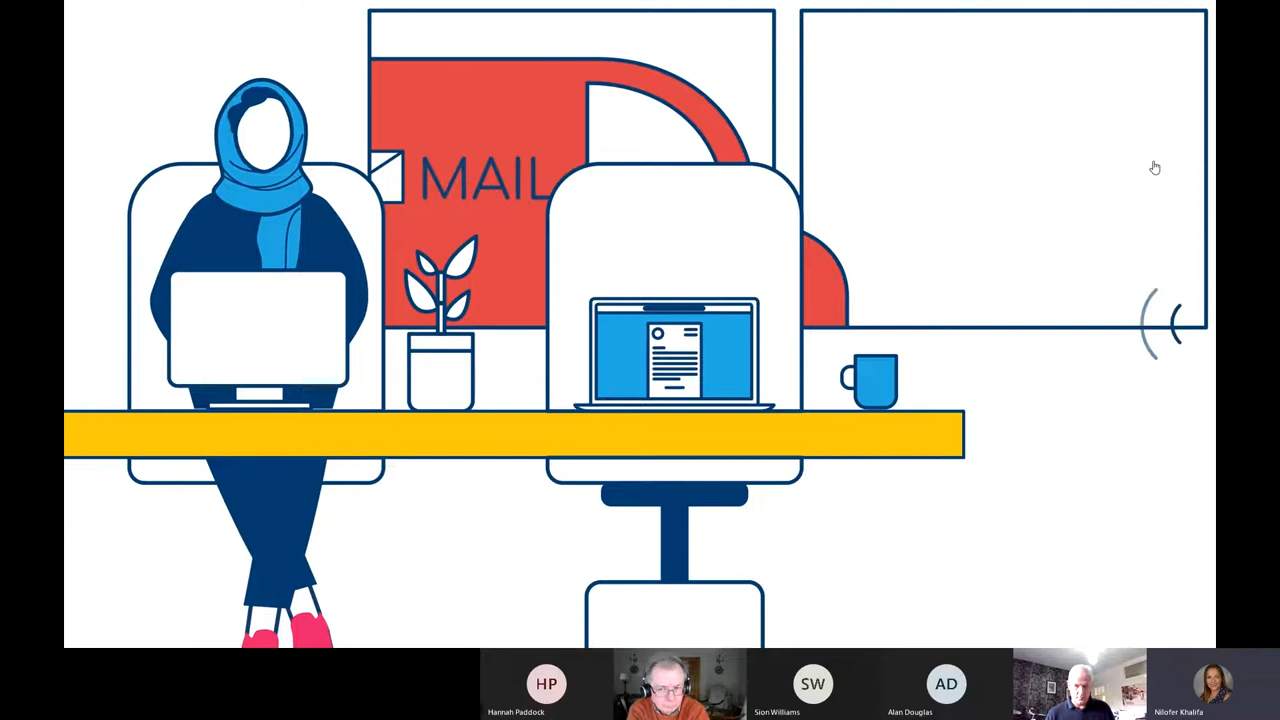 MAIL
HP
SW
AD
Hannah Paddock
Sion Williams
Alan Douglas
Nilofer Khalifa